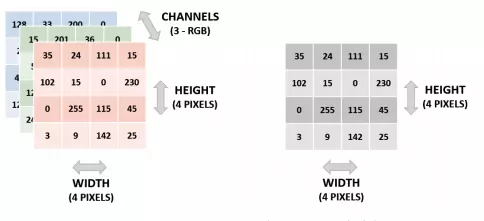 CHANNELS
(3 - RGB)
128 33 200 0
15 201 36 0
35 24 111 15
102 15 0 230
0 255 115 45
3 9 142 25
HEIGHT
(4 PIXELS)
WIDTH
(4 PIXELS)
35 24 111 15
102 15 0 230
0 255 115 45
3 9 142 25
HEIGHT
(4 PIXELS)
WIDTH
(4 PIXELS)